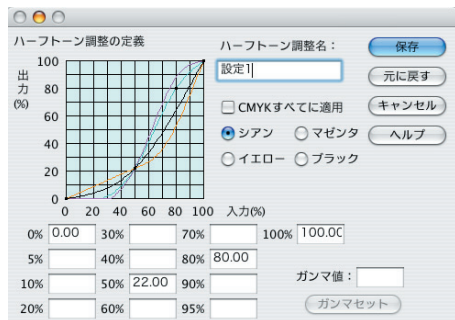 ハーフトーン調整の定義
ハーフトーン調整名：
設定1
保存
元に戻す
キャンセル
ヘルプ
CMYKすべてに適用
シアン
マゼンタ
イエロー
ブラック
出力(%)
100
80
60
40
20
0
0 20 40 60 80 100 入力(%)
0% 0.00 30% 70% 100% 100.00
5% 40% 80% 80.00
10% 50% 22.00 90% ガンマ値：
20% 60% 95% ガンマセット